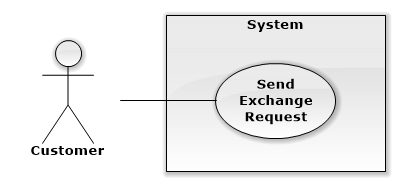 System
Send
Exchange
Request
Customer